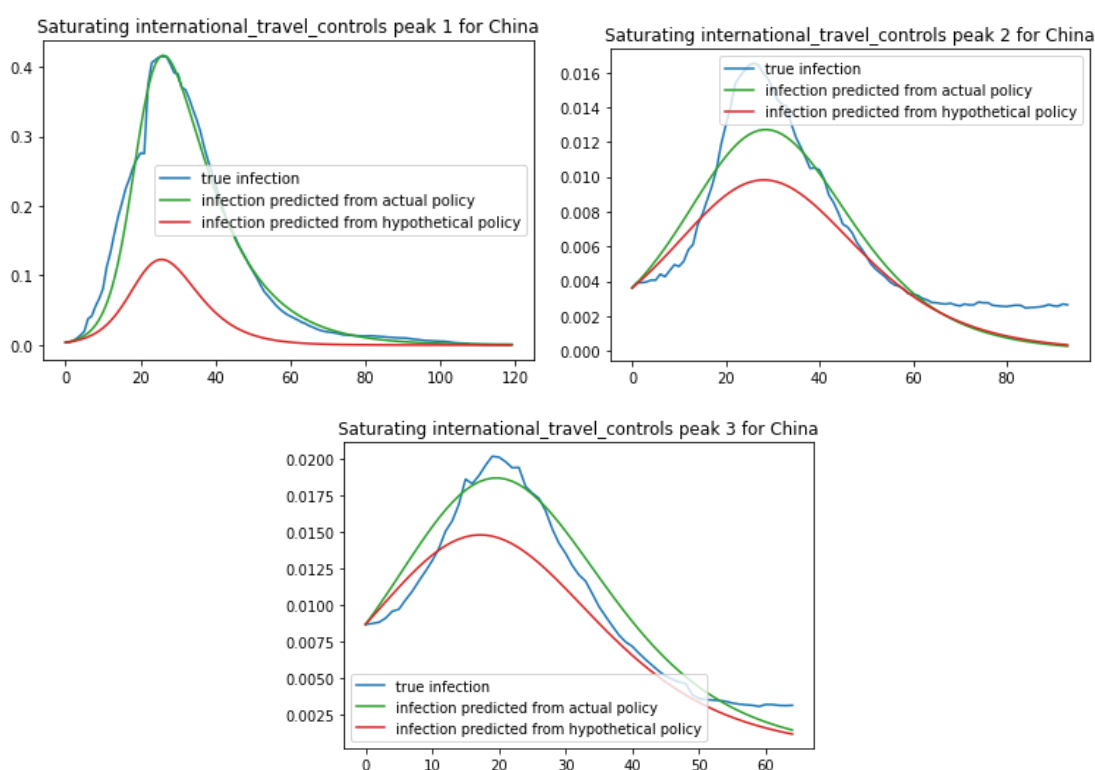 Saturating international_travel_controls peak 1 for China
0.4
0.3
0.2
0.1
0.0
true infection
infection predicted from actual policy
infection predicted from hypothetical policy
0 20 40 60 80 100 120
Saturating international_travel_controls peak 2 for China
0.016
0.014
0.012
0.010
0.008
0.006
0.004
0.002
0.000
true infection
infection predicted from actual policy
infection predicted from hypothetical policy
0 20 40 60 80
Saturating international_travel_controls peak 3 for China
0.0200
0.0175
0.0150
0.0125
0.0100
0.0075
0.0050
0.0025
true infection
infection predicted from actual policy
infection predicted from hypothetical policy
0 10 20 30 40 50 60